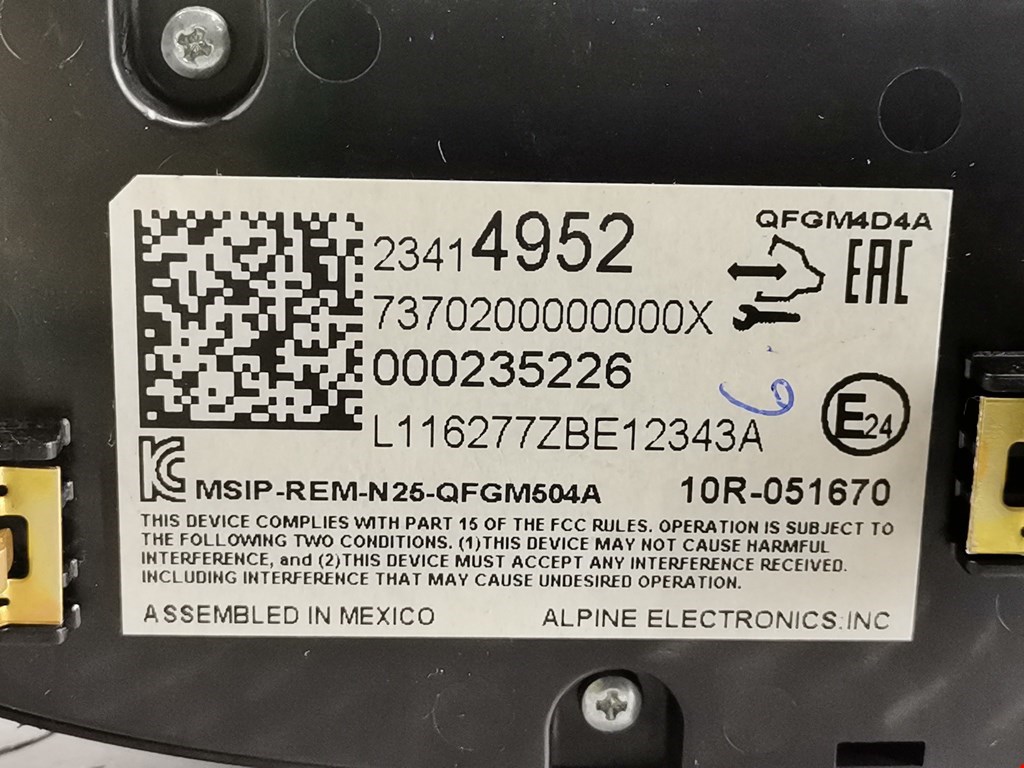 QFGM4D4A
23414952
EAC
7370200000000X
000235226
L116277ZBE12343A
E24
6
KC MSIP-REM-N25-QFGM504A 10R-051670
THIS DEVICE COMPLIES WITH PART 15 OF THE FCC RULES. OPERATION IS SUBJECT TO
THE FOLLOWING TWO CONDITIONS. (1)THIS DEVICE MAY NOT CAUSE HARMFUL
INTERFERENCE, and (2)THIS DEVICE MUST ACCEPT ANY INTERFERENCE RECEIVED.
INCLUDING INTERFERENCE THAT MAY CAUSE UNDESIRED OPERATION.
ASSEMBLED IN MEXICO ALPINE ELECTRONICS.INC